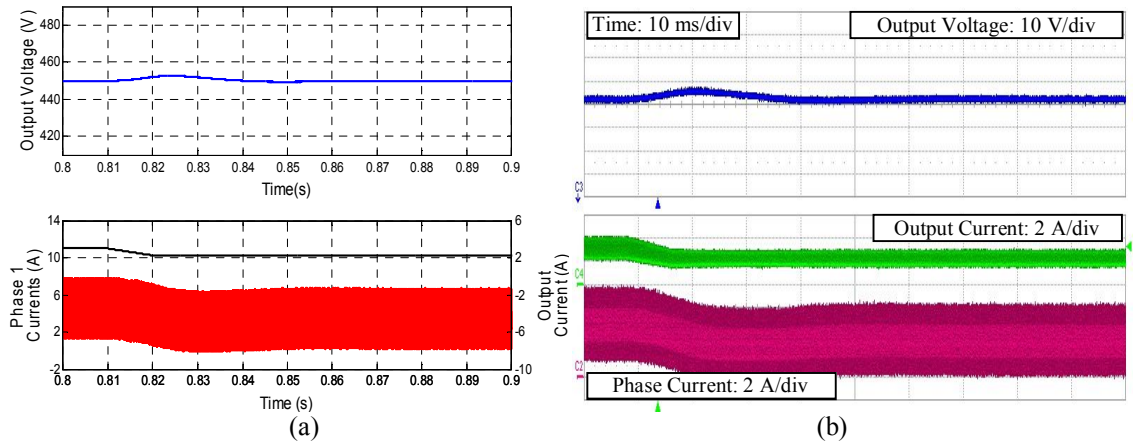 Output Voltage (V)
480
460
440
420
0.8 0.81 0.82 0.83 0.84 0.85 0.86 0.87 0.88 0.89 0.9
Time(s)
Phase 1
Currents (A)
14
10
6
2
-2
6
2
-2
-6
-10
Output
Current (A)
0.8 0.81 0.82 0.83 0.84 0.85 0.86 0.87 0.88 0.89 0.9
Time (s)
(a)
Time: 10 ms/div
Output Voltage: 10 V/div
C3
Output Current: 2 A/div
C4
C2
Phase Current: 2 A/div
(b)